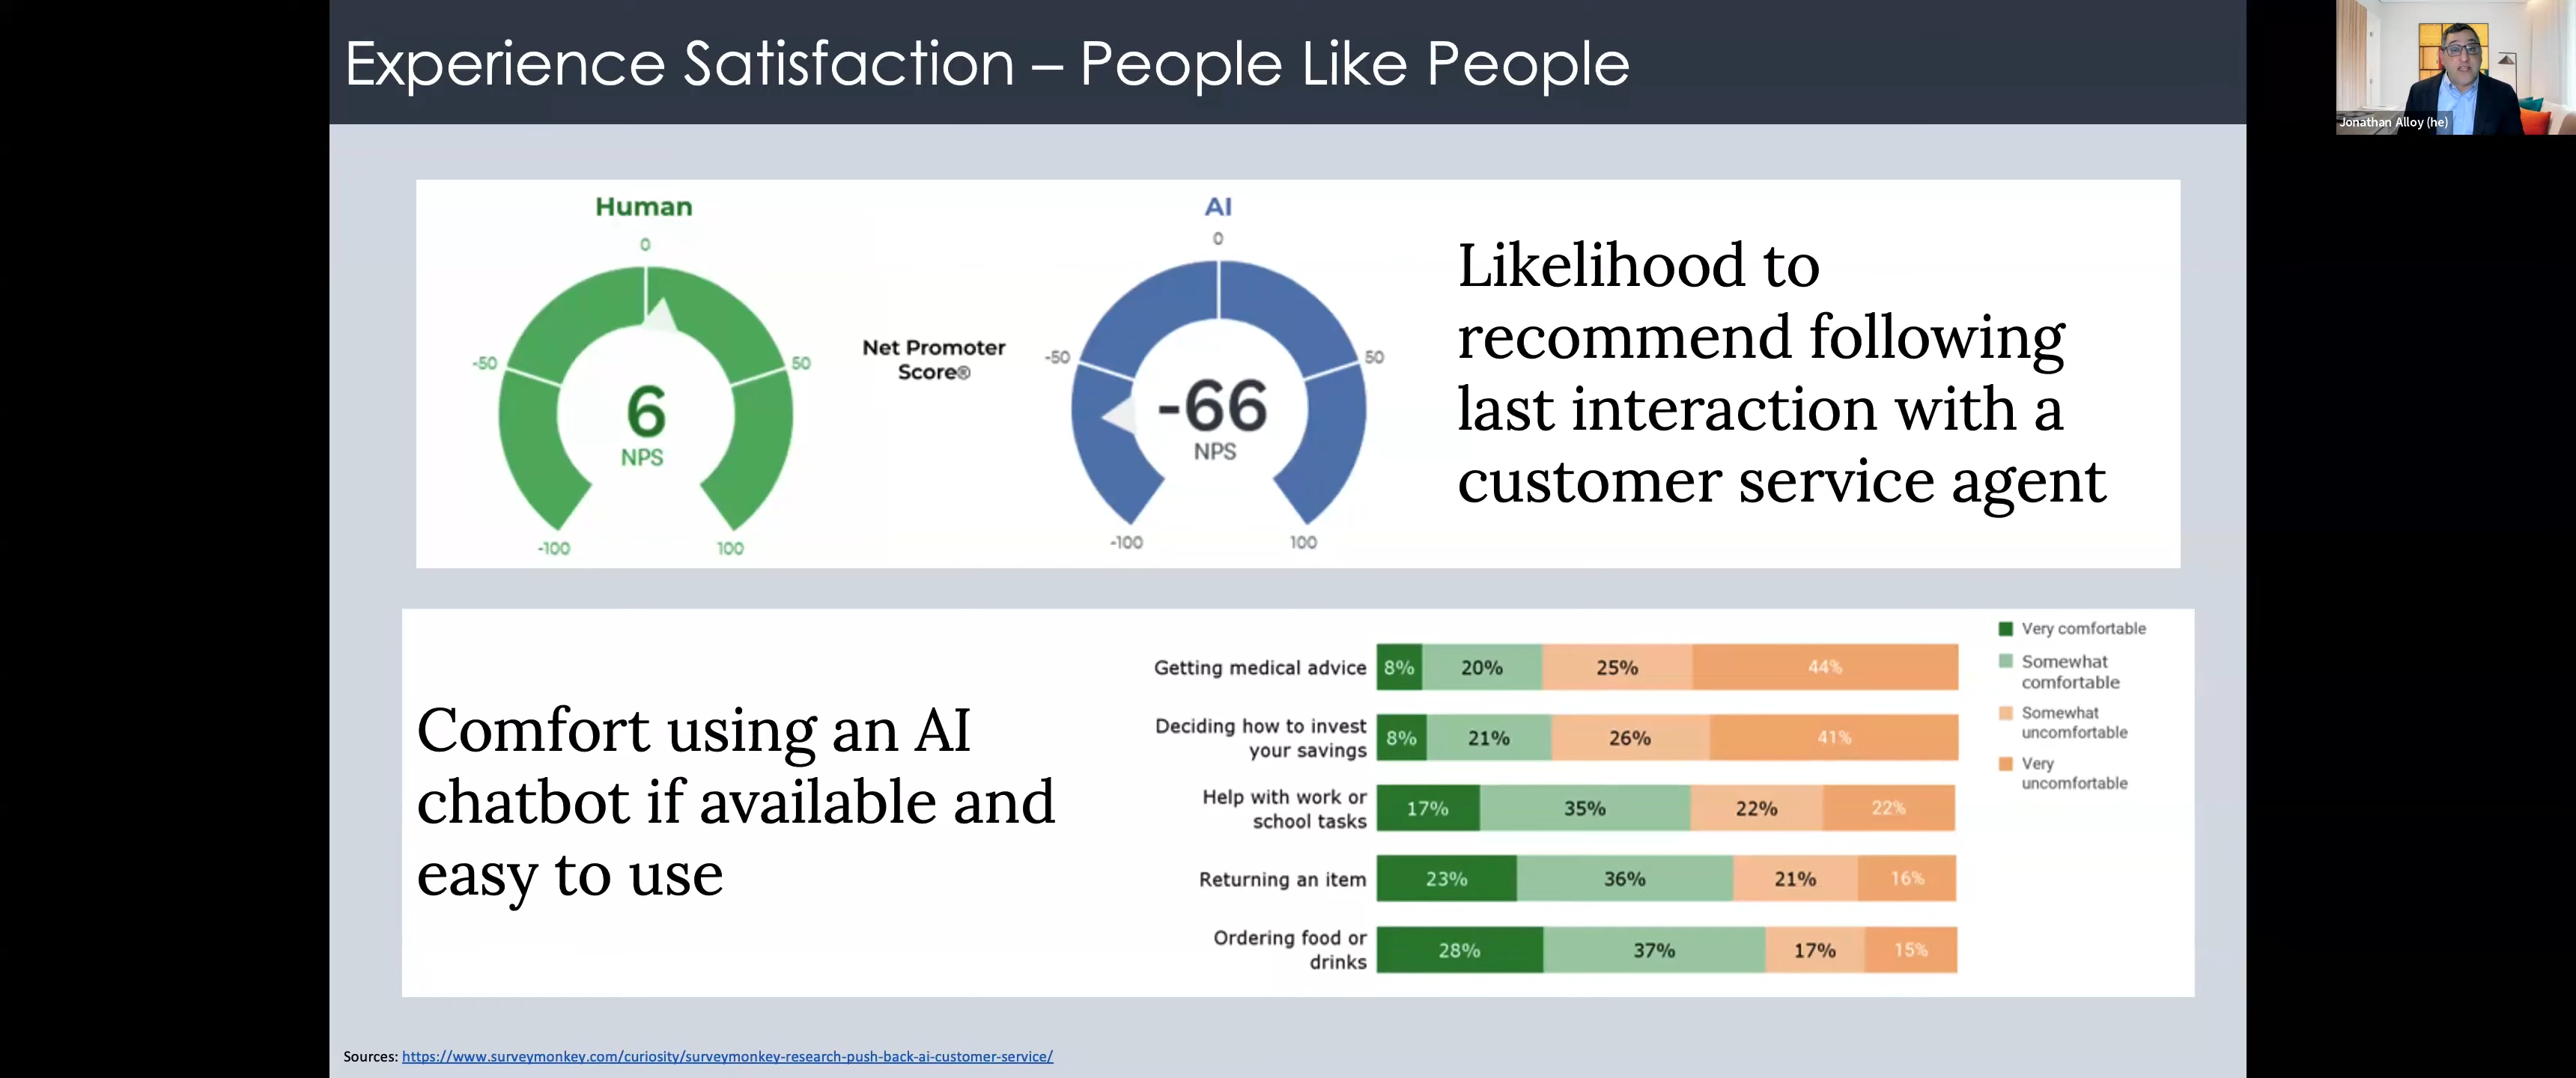 Experience Satisfaction – People Like People
Jonathan Alloy (he)
Human
0
-50
50
6
NPS
-100
100
Net Promoter
Score®
AI
0
-50
50
-66
NPS
-100
100
Likelihood to
recommend following
last interaction with a
customer service agent
Comfort using an AI
chatbot if available and
easy to use
Getting medical advice
8% 20% 25% 44%
Deciding how to invest
your savings
8% 21% 26% 41%
Help with work or
school tasks
17% 35% 22% 22%
Returning an item
23% 36% 21% 16%
Ordering food or
drinks
28% 37% 17% 15%
Very comfortable
Somewhat
comfortable
Somewhat
uncomfortable
Very
uncomfortable
Sources: https://www.surveymonkey.com/curiosity/surveymonkey-research-push-back-ai-customer-service/